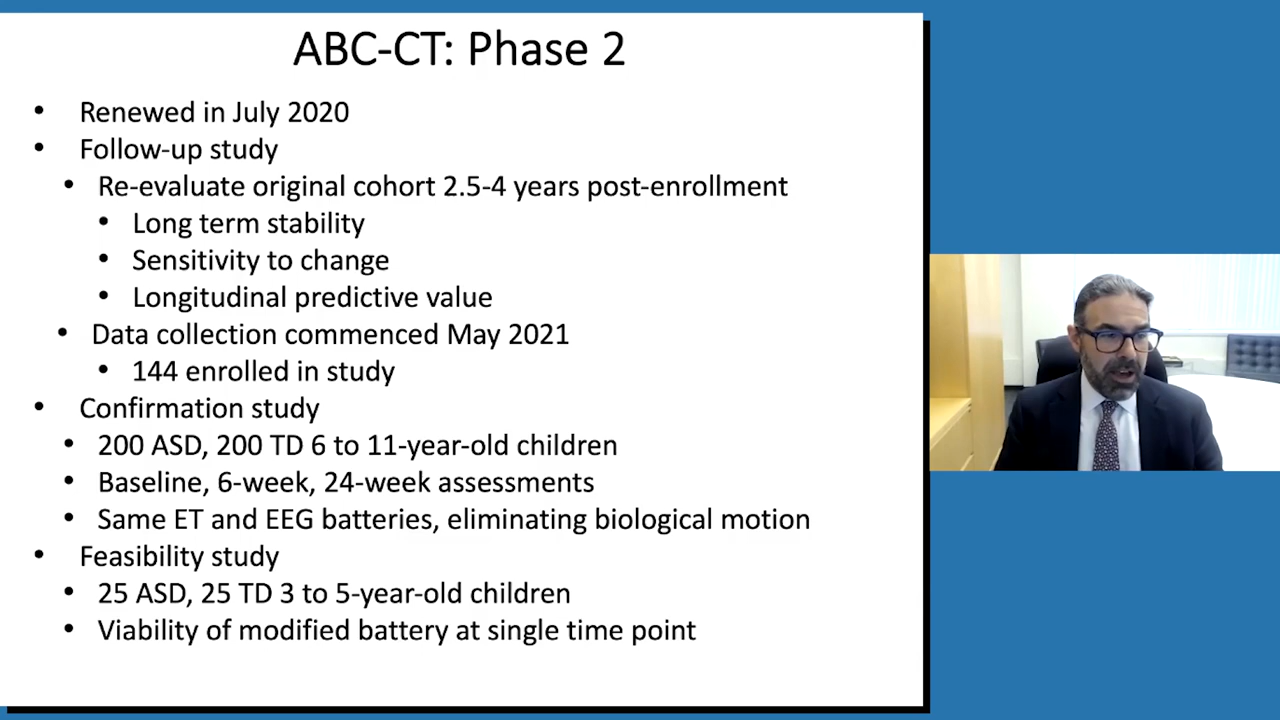 ABC-CT: Phase 2
• Renewed in July 2020
• Follow-up study
• Re-evaluate original cohort 2.5-4 years post-enrollment
• Long term stability
• Sensitivity to change
• Longitudinal predictive value
• Data collection commenced May 2021
• 144 enrolled in study
• Confirmation study
• 200 ASD, 200 TD 6 to 11-year-old children
• Baseline, 6-week, 24-week assessments
• Same ET and EEG batteries, eliminating biological motion
• Feasibility study
• 25 ASD, 25 TD 3 to 5-year-old children
• Viability of modified battery at single time point